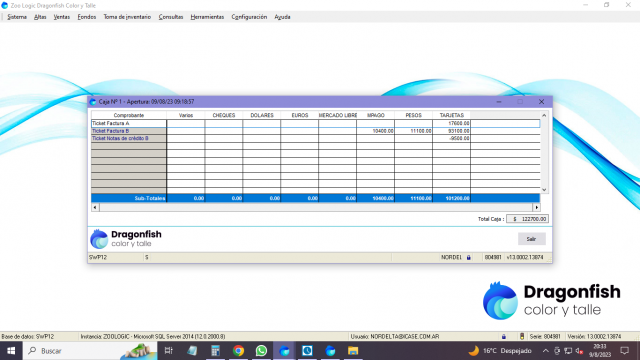 Zoo Logic Dragonfish Color y Talle
Sistema Altas Ventas Fondos Toma de inventario Consultas Herramientas Configuración Ayuda
Caja Nº 1 - Apertura: 09/08/23 09:18:57
Comprobante Varios CHEQUES DOLARES EUROS MERCADO LIBRE MPAGO PESOS TARJETAS
Ticket Factura A 17600.00
Ticket Factura B 10400.00 11100.00 93100.00
Ticket Notas de crédito B -9500.00
Sub-Totales 0.00 0.00 0.00 0.00 0.00 10400.00 11100.00 101200.00
Total Caja : $ 122700.00
Dragonfish
color y talle
Salir
SWP12 S NORDEL 804981 v13.0002.13874
Dragonfish
color y talle
Base de datos: SWP12 Instancia: ZOOLOGIC - Microsoft SQL Server 2014 (12.0.2000.8) Usuario: NORDELTA@ICASE.COM.AR Serie: 804981 Versión: 13.0002.13874
Buscar 16°C Despejado 20:33
9/8/2023